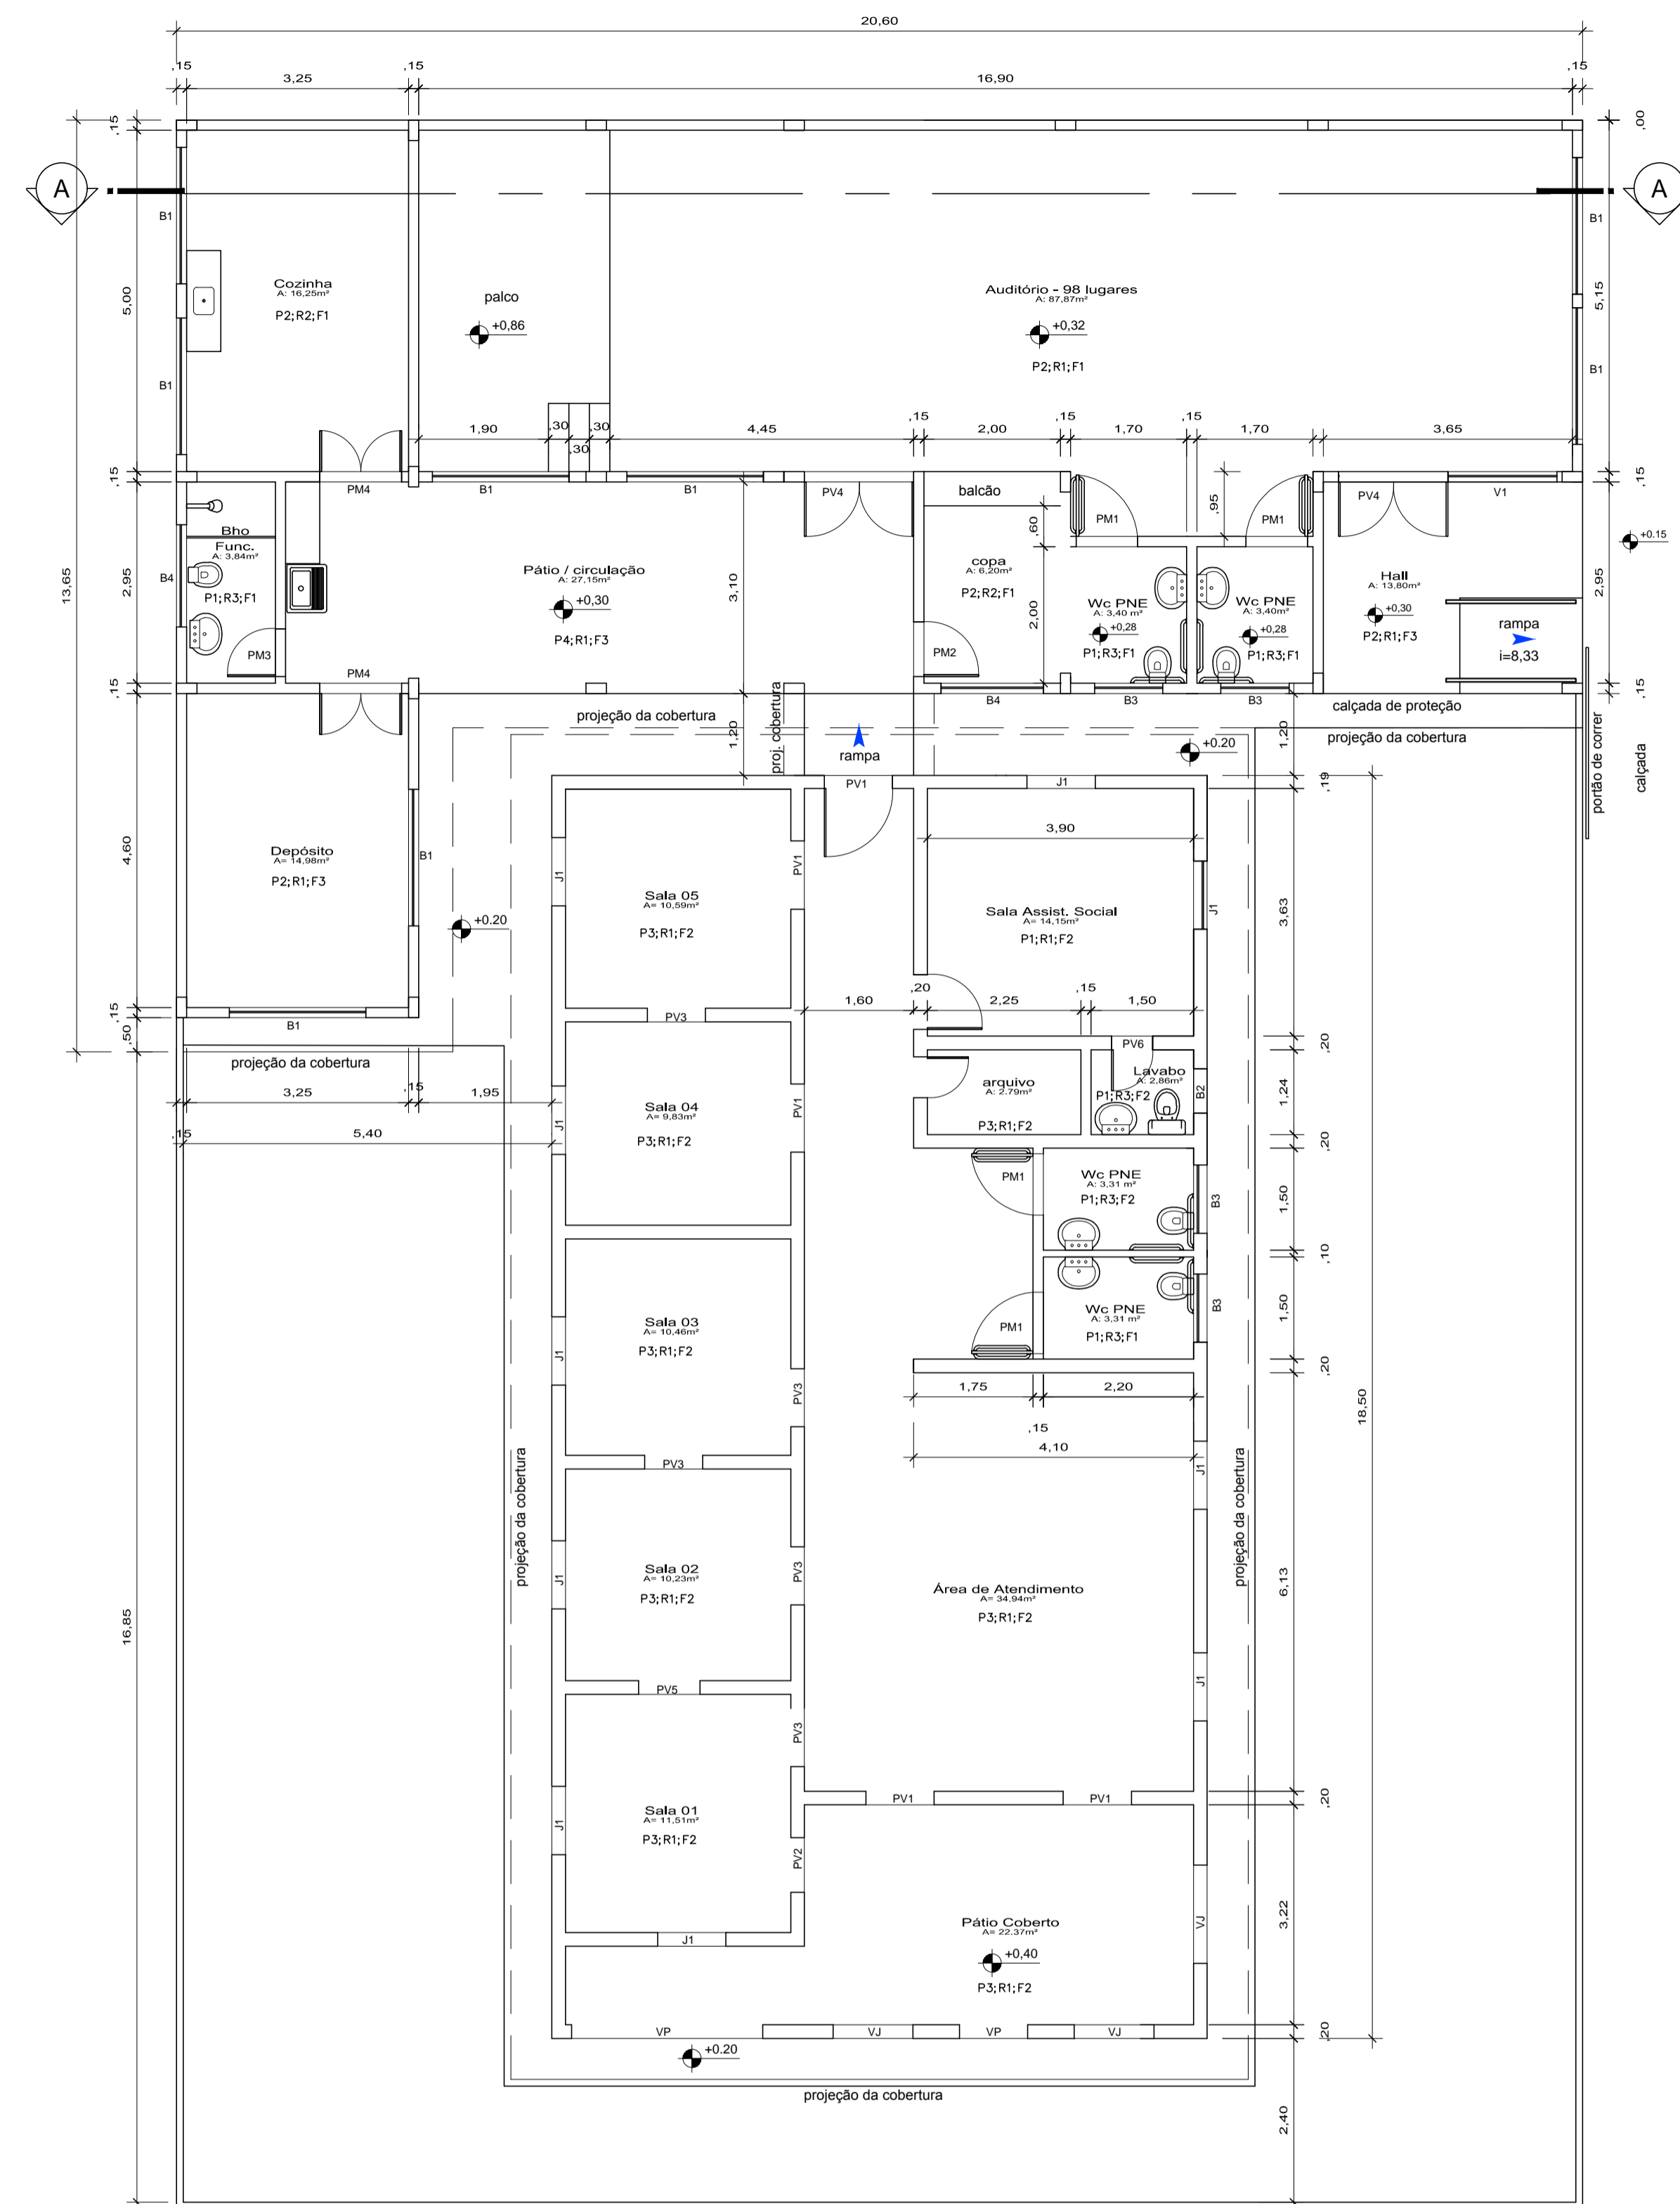 20,60
,15
3,25
,15
16,90
,15
,15
,00
A
A
B1
B1
Cozinha
A: 16,25m²
P2;R2;F1
palco
+0,86
Auditório - 98 lugares
A: 87,87m²
+0,32
P2;R1;F1
5,00
5,15
B1
B1
1,90
,30
,30
,30
4,45
,15
2,00
,15
1,70
,15
1,70
,15
3,65
,15
,15
PM4
B1
B1
PV4
balcão
PM1
,95
PM1
PV4
V1
+0.15
Bho
Func.
A: 3,84m²
P1;R3;F1
B4
PM3
13,65
2,95
Pátio / circulação
A: 27,15m²
+0,30
P4;R1;F3
3,10
,60
copa
A: 6,20m²
P2;R2;F1
2,00
Wc PNE
A: 3,40 m²
+0,28
P1;R3;F1
Wc PNE
A: 3,40m²
+0,28
P1;R3;F1
Hall
A: 13,80m²
+0,30
P2;R1;F3
rampa
i=8,33
2,95
PM2
PM4
,15
,15
B4
B3
B3
projeção da cobertura
proj. cobertura
calçada de proteção
projeção da cobertura
1,20
rampa
+0.20
1,20
portão de correr
calçada
PV1
J1
,19
3,90
4,60
Depósito
A= 14,98m²
P2;R1;F3
B1
J1
PV1
Sala 05
A= 10,59m²
P3;R1;F2
Sala Assist. Social
A= 14,15m²
P1;R1;F2
J1
3,63
+0.20
1,60
,20
2,25
,15
1,50
,15
B1
PV3
,50
projeção da cobertura
PV6
,20
3,25
,15
1,95
Sala 04
A= 9,83m²
P3;R1;F2
J1
PV1
arquivo
A: 2.79m²
P3;R1;F2
Lavabo
A: 2,86m²
P1;R3;F2
B2
1,24
,15
5,40
,20
PM1
Wc PNE
A: 3,31 m²
P1;R3;F2
B3
1,50
,10
Sala 03
A= 10,46m²
P3;R1;F2
J1
PM1
Wc PNE
A: 3,31 m²
P1;R3;F1
B3
1,50
,20
PV3
1,75
2,20
18,50
,15
4,10
PV3
J1
projeção da cobertura
projeção da cobertura
Sala 02
A= 10,23m²
P3;R1;F2
J1
PV3
Área de Atendimento
A= 34,94m²
P3;R1;F2
6,13
16,85
PV5
J1
PV3
PV1
PV1
,20
Sala 01
A= 11,51m²
P3;R1;F2
J1
PV2
Pátio Coberto
A= 22.37m²
+0,40
P3;R1;F2
VJ
3,22
J1
VP
VJ
VP
VJ
,20
+0.20
projeção da cobertura
2,40